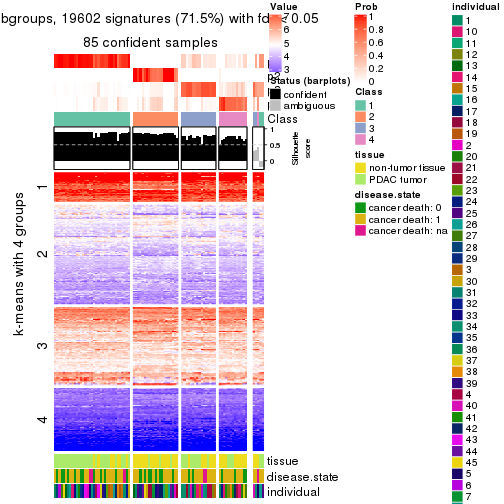 bgroups, 19602 signatures (71.5%) with fd 0.05
85 confident samples
Value
7
6
5
4
3
Status (barplots)
confident
ambiguous
Prob
1
0.8
0.6
0.4
0.2
0
Class
1
2
3
4
tissue
non-tumor tissue
PDAC tumor
disease.state
cancer death: 0
cancer death: 1
cancer death: na
individual
1
10
11
12
13
14
15
16
17
18
19
2
20
21
22
23
24
25
26
27
28
29
3
30
31
32
33
34
35
36
37
38
39
4
40
41
42
43
44
45
5
6
7
Class
1
0.5
0
Silhouette
score
k-means with 4 groups
1
2
3
4
tissue
disease.state
individual